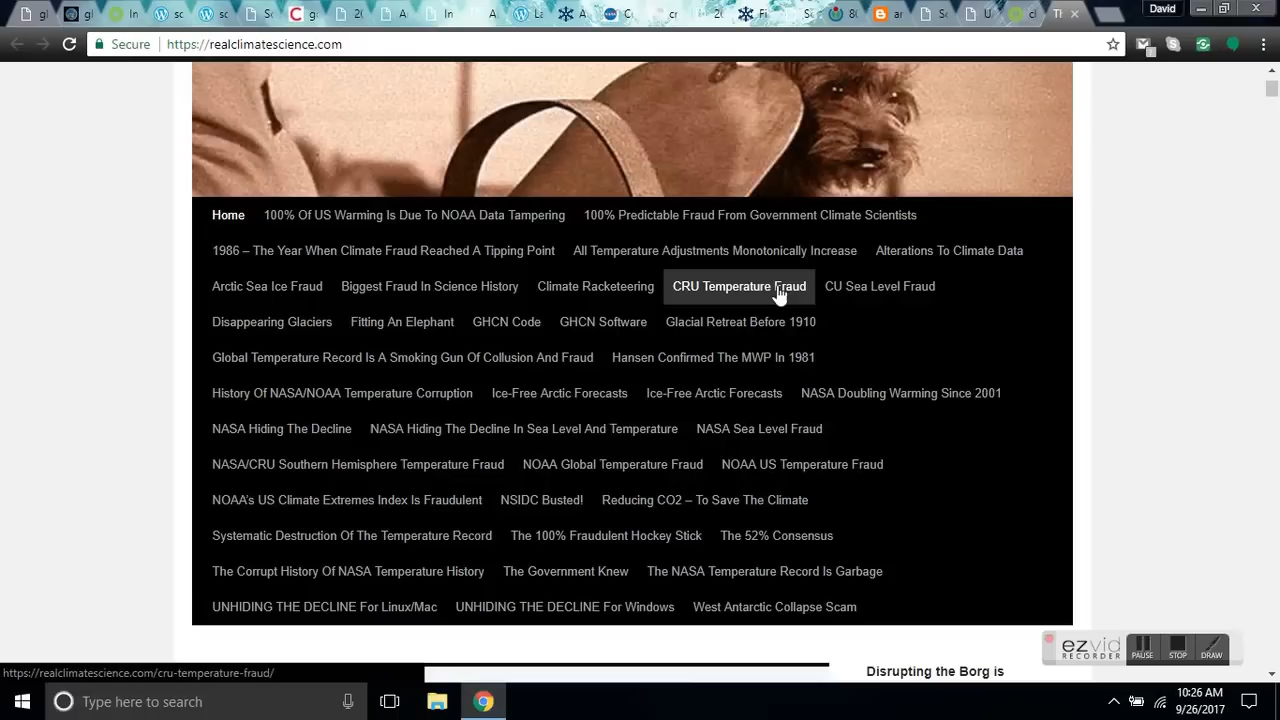 David
Secure https://realclimatescience.com
Home 100% Of US Warming Is Due To NOAA Data Tampering 100% Predictable Fraud From Government Climate Scientists
1986 – The Year When Climate Fraud Reached A Tipping Point All Temperature Adjustments Monotonically Increase Alterations To Climate Data
Arctic Sea Ice Fraud Biggest Fraud In Science History Climate Racketeering CRU Temperature Fraud CU Sea Level Fraud
Disappearing Glaciers Fitting An Elephant GHCN Code GHCN Software Glacial Retreat Before 1910
Global Temperature Record Is A Smoking Gun Of Collusion And Fraud Hansen Confirmed The MWP In 1981
History Of NASA/NOAA Temperature Corruption Ice-Free Arctic Forecasts Ice-Free Arctic Forecasts NASA Doubling Warming Since 2001
NASA Hiding The Decline NASA Hiding The Decline In Sea Level And Temperature NASA Sea Level Fraud
NASA/CRU Southern Hemisphere Temperature Fraud NOAA Global Temperature Fraud NOAA US Temperature Fraud
NOAA's US Climate Extremes Index Is Fraudulent NSIDC Busted! Reducing CO2 – To Save The Climate
Systematic Destruction Of The Temperature Record The 100% Fraudulent Hockey Stick The 52% Consensus
The Corrupt History Of NASA Temperature History The Government Knew The NASA Temperature Record Is Garbage
UNHIDING THE DECLINE For Linux/Mac UNHIDING THE DECLINE For Windows West Antarctic Collapse Scam
ezvid RECORDER PAUSE STOP DRAW
https://realclimatescience.com/cru-temperature-fraud/ Disrupting the Borg is
Type here to search 10:26 AM
9/26/2017